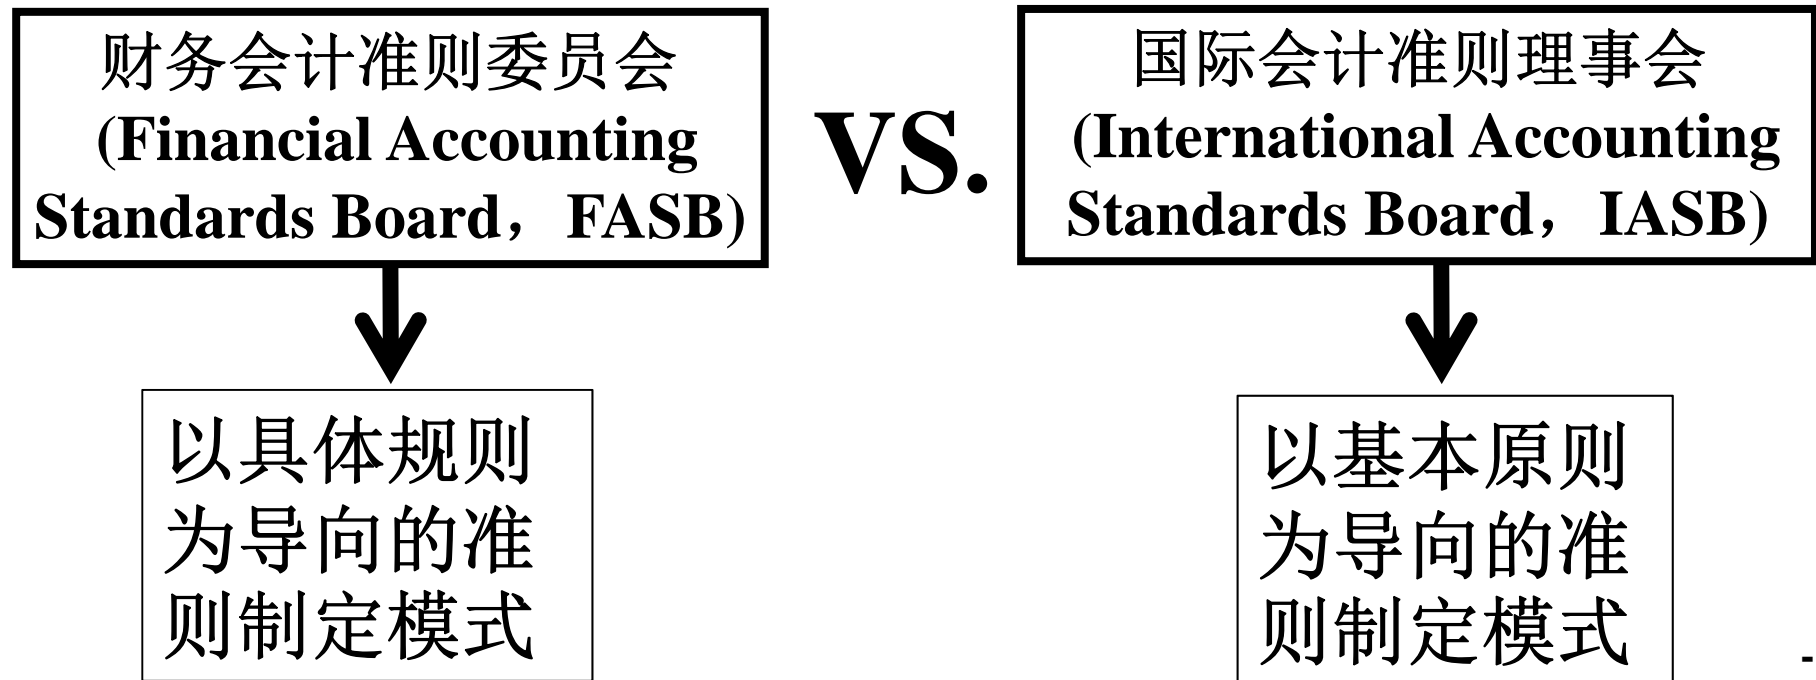 财务会计准则委员会
(Financial Accounting
Standards Board，FASB)
vs.
国际会计准则理事会
(International Accounting
Standards Board，IASB)
以具体规则
为导向的准
则制定模式
以基本原则
为导向的准
则制定模式
-